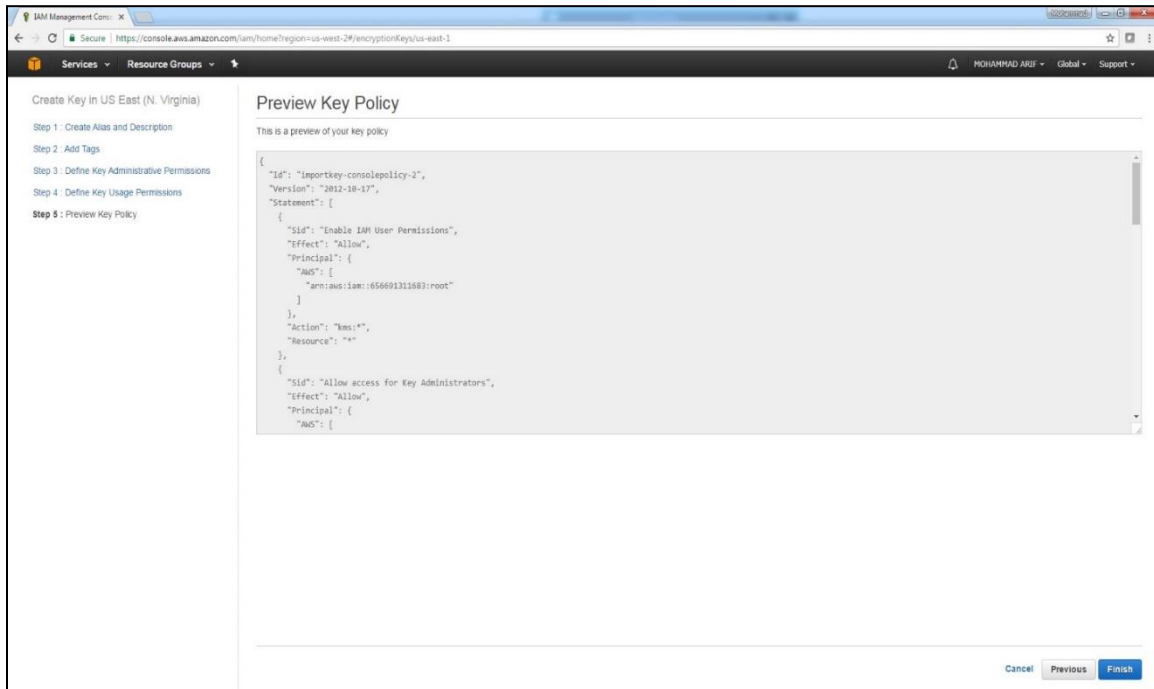 IAM Management Cons: X
Mohammad
Secure | https://console.aws.amazon.com/iam/home?region=us-west-2#/encryptionKeys/us-east-1
Services Resource Groups MOHAMMAD ARIF Global Support
Create Key in US East (N. Virginia)
Step 1 : Create Alias and Description
Step 2 : Add Tags
Step 3 : Define Key Administrative Permissions
Step 4 : Define Key Usage Permissions
Step 5 : Preview Key Policy
Preview Key Policy
This is a preview of your key policy
{
"Id": "importkey-consolepolicy-2",
"Version": "2012-10-17",
"Statement": [
{
"Sid": "Enable IAM User Permissions",
"Effect": "Allow",
"Principal": {
"AWS": [
"arn:aws:iam::656691311683:root"
]
},
"Action": "kms:*",
"Resource": "*"
},
{
"Sid": "Allow access for Key Administrators",
"Effect": "Allow",
"Principal": {
"AWS": [
Cancel Previous Finish